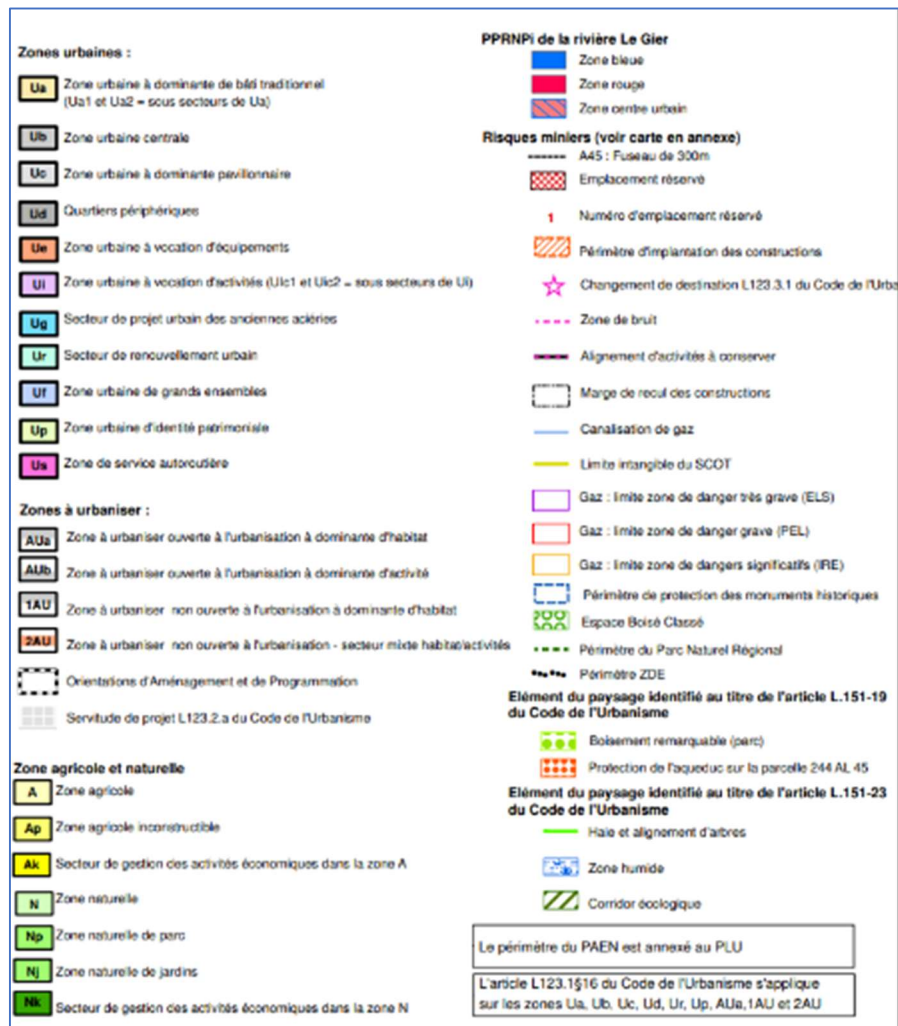 Zones urbaines :
Ua Zone urbaine à dominante de bâti traditionnel
(Ua1 et Ua2 = sous secteurs de Ua)
Ub Zone urbaine centrale
Uc Zone urbaine à dominante pavillonnaire
Ud Quartiers périphériques
Ue Zone urbaine à vocation d'équipements
Ui Zone urbaine à vocation d'activités (UIc1 et Uic2 = sous secteurs de Ui)
Ug Secteur de projet urbain des anciennes aciéries
Ur Secteur de renouvellement urbain
Uf Zone urbaine de grands ensembles
Up Zone urbaine d'identité patrimoniale
Us Zone de service autoroutière
Zones à urbaniser :
AUa Zone à urbaniser ouverte à l'urbanisation à dominante d'habitat
AUb Zone à urbaniser ouverte à l'urbanisation à dominante d'activité
1AU Zone à urbaniser non ouverte à l'urbanisation à dominante d'habitat
2AU Zone à urbaniser non ouverte à l'urbanisation - secteur mixte habitat/activités
Orientations d'Aménagement et de Programmation
Servitude de projet L123.2.a du Code de l'Urbanisme
Zone agricole et naturelle
A Zone agricole
Ap Zone agricole inconstructible
Ak Secteur de gestion des activités économiques dans la zone A
N Zone naturelle
Np Zone naturelle de parc
Nj Zone naturelle de jardins
Nk Secteur de gestion des activités économiques dans la zone N
PPRNPi de la rivière Le Gier
Zone bleue
Zone rouge
Zone centre urbain
Risques miniers (voir carte en annexe)
A45 : Fuseau de 300m
Emplacement réservé
1 Numéro d'emplacement réservé
Périmètre d'implantation des constructions
Changement de destination L123.3.1 du Code de l'Urba
Zone de bruit
Alignement d'activités à conserver
Marge de recul des constructions
Canalisation de gaz
Limite intangible du SCOT
Gaz : limite zone de danger très grave (ELS)
Gaz : limite zone de danger grave (PEL)
Gaz : limite zone de dangers significatifs (IRE)
Périmètre de protection des monuments historiques
Espace Boisé Classé
Périmètre du Parc Naturel Régional
Périmètre ZDE
Elément du paysage identifié au titre de l'article L.151-19
du Code de l'Urbanisme
Boisement remarquable (parc)
Protection de l'aqueduc sur la parcelle 244 AL 45
Elément du paysage identifié au titre de l'article L.151-23
du Code de l'Urbanisme
Haie et alignement d'arbres
Zone humide
Corridor écologique
Le périmètre du PAEN est annexé au PLU
L'article L123.1§16 du Code de l'Urbanisme s'applique
sur les zones Ua, Ub, Uc, Ud, Ur, Up, AUa,1AU et 2AU